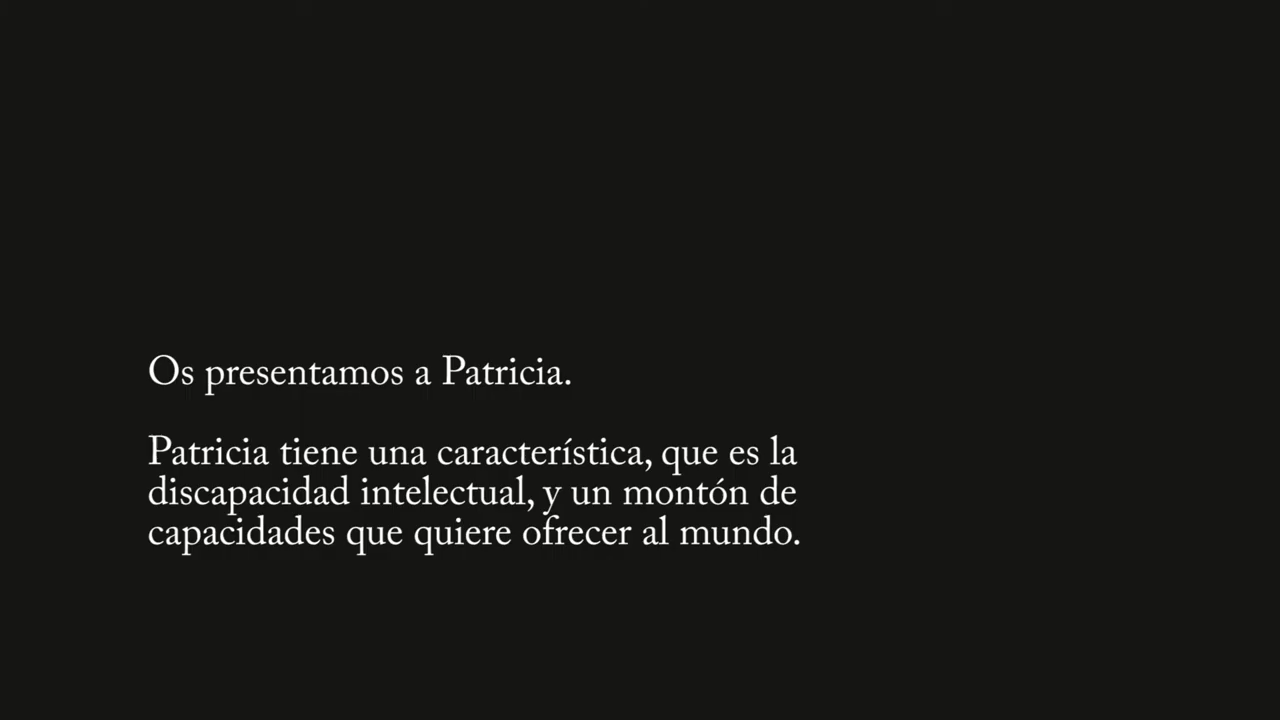 Os presentamos a Patricia.
Patricia tiene una característica, que es la
discapacidad intelectual, y un montón de
capacidades que quiere ofrecer al mundo.